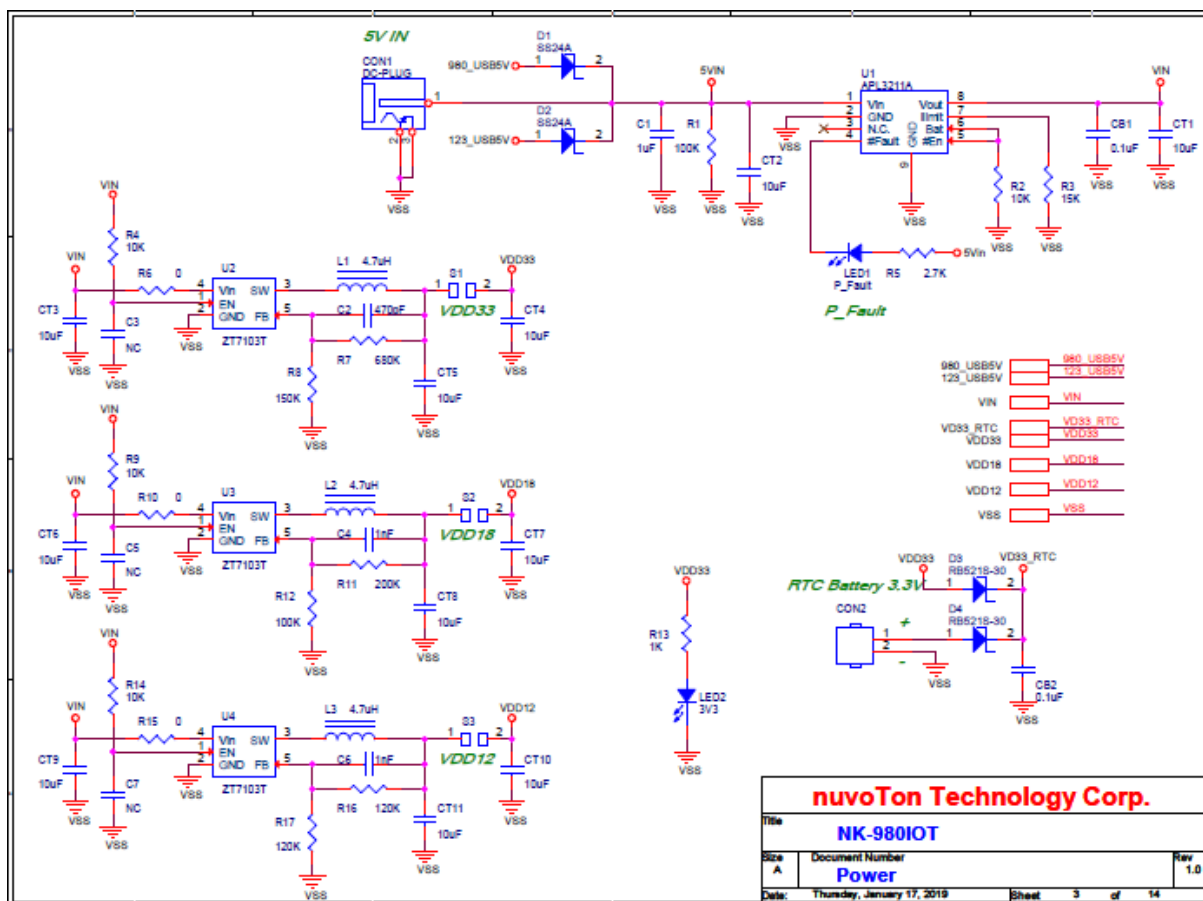 5V IN
CON1
DC-PLUG
1
2
3
VSS
980_USB5V
D1
SS24A
1
2
123_USB5V
D2
SS24A
1
2
5VIN
C1
1uF
VSS
R1
100K
VSS
CT2
10uF
VSS
U1
APL3211A
1
Vin
2
GND
3
N.C.
4
#Fault
Vout
8
Ilimit
7
Bat
6
#En
5
GND
9
VSS
VSS
VIN
CB1
0.1uF
VSS
CT1
10uF
VSS
R2
10K
VSS
R3
15K
VSS
LED1
P_Fault
R5
2.7K
5Vin
P_Fault
VIN
R4
10K
VIN
R6
0
CT3
10uF
VSS
C3
NC
VSS
VSS
U2
4
Vin
1
EN
2
GND
SW
3
FB
5
ZT7103T
L1
4.7uH
C2
470pF
R7
680K
R8
150K
VSS
CT5
10uF
VSS
1
S1
2
VDD33
VDD33
CT4
10uF
VSS
VIN
R9
10K
VIN
R10
0
CT6
10uF
VSS
C5
NC
VSS
VSS
U3
4
Vin
1
EN
2
GND
SW
3
FB
5
ZT7103T
L2
4.7uH
C4
1nF
R11
200K
R12
100K
VSS
CT8
10uF
VSS
1
S2
2
VDD18
VDD18
CT7
10uF
VSS
VIN
R14
10K
VIN
R15
0
CT9
10uF
VSS
C7
NC
VSS
VSS
U4
4
Vin
1
EN
2
GND
SW
3
FB
5
ZT7103T
L3
4.7uH
C6
1nF
R16
120K
R17
120K
VSS
CT11
10uF
VSS
1
S3
2
VDD12
VDD12
CT10
10uF
VSS
980_USB5V
980_USB5V
123_USB5V
123_USB5V
VIN
VIN
VD33_RTC
VD33_RTC
VDD33
VDD33
VDD18
VDD18
VDD12
VDD12
VSS
VSS
VDD33
R13
1K
LED2
3V3
VSS
RTC Battery 3.3V
VDD33
D3
RB521S-30
1
2
VD33_RTC
CON2
+
1
2
-
VSS
D4
RB521S-30
1
2
CB2
0.1uF
VSS
nuvoTon Technology Corp.
Title
NK-980IOT
Size
A
Document Number
Power
Rev
1.0
Date:
Thursday, January 17, 2019
Sheet
3
of
14